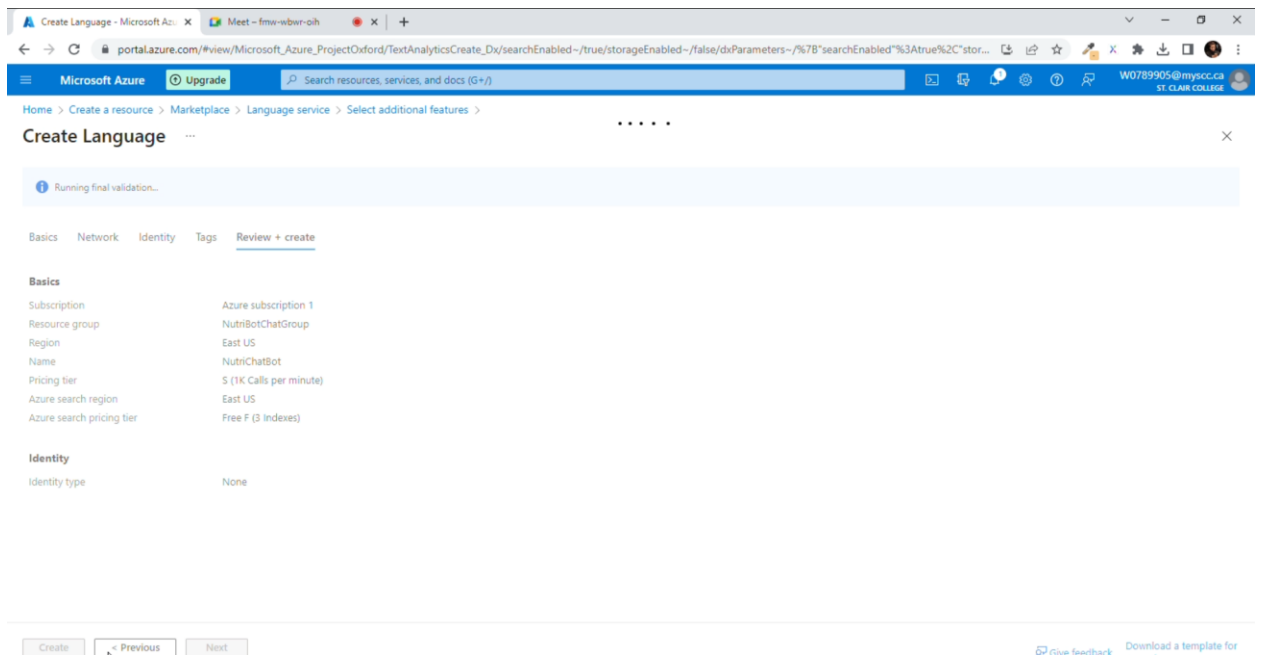 Create Language - Microsoft Azu
Meet – fmw-wbwr-oih
portal.azure.com/#view/Microsoft_Azure_ProjectOxford/TextAnalyticsCreate_Dx/searchEnabled~/true/storageEnabled~/false/dxParameters~/%7B"searchEnabled"%3Atrue%2C"stor...
Microsoft Azure
Upgrade
Search resources, services, and docs (G+/)
1
W0789905@myscc.ca
ST. CLAIR COLLEGE
Home > Create a resource > Marketplace > Language service > Select additional features >
Create Language ...
Running final validation...
Basics Network Identity Tags Review + create
Basics
Subscription Azure subscription 1
Resource group NutriBotChatGroup
Region East US
Name NutriChatBot
Pricing tier S (1K Calls per minute)
Azure search region East US
Azure search pricing tier Free F (3 Indexes)
Identity
Identity type None
Create < Previous Next
Give feedback
Download a template for